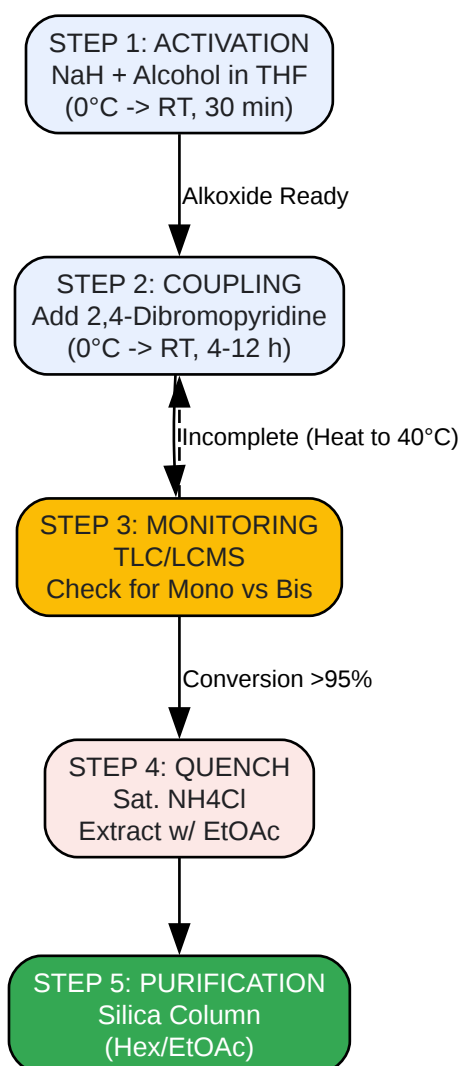 STEP 1: ACTIVATION
NaH + Alcohol in THF
(0°C -> RT, 30 min)
Alkoxide Ready
STEP 2: COUPLING
Add 2,4-Dibromopyridine
(0°C -> RT, 4-12 h)
Incomplete (Heat to 40°C)
STEP 3: MONITORING
TLC/LCMS
Check for Mono vs Bis
Conversion >95%
STEP 4: QUENCH
Sat. NH4Cl
Extract w/ EtOAc
STEP 5: PURIFICATION
Silica Column
(Hex/EtOAc)